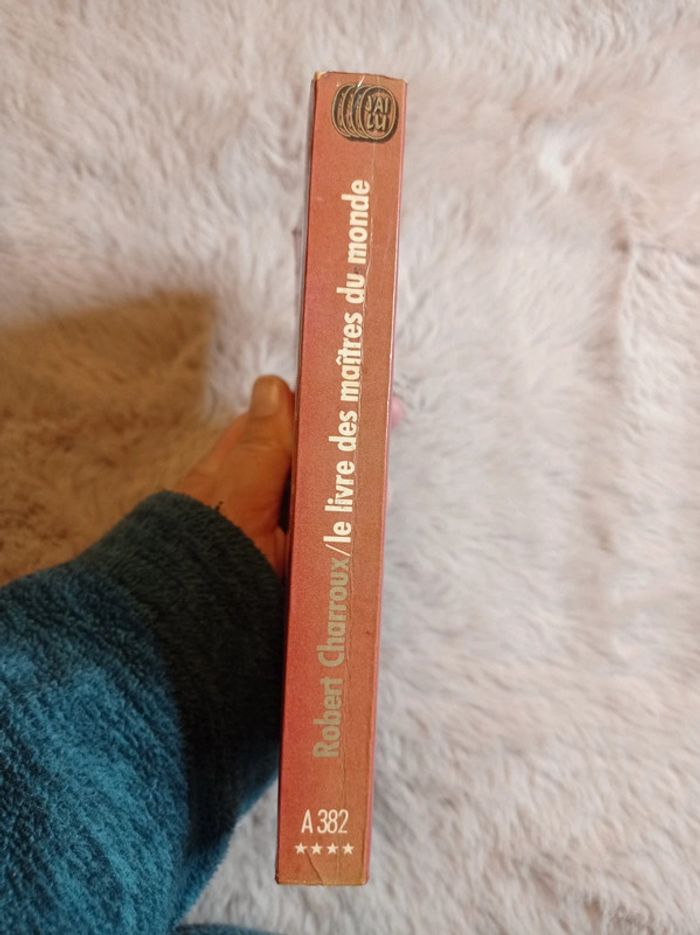 J'AI
LU
Robert Charroux/le livre des maîtres du monde
A 382
★★★★